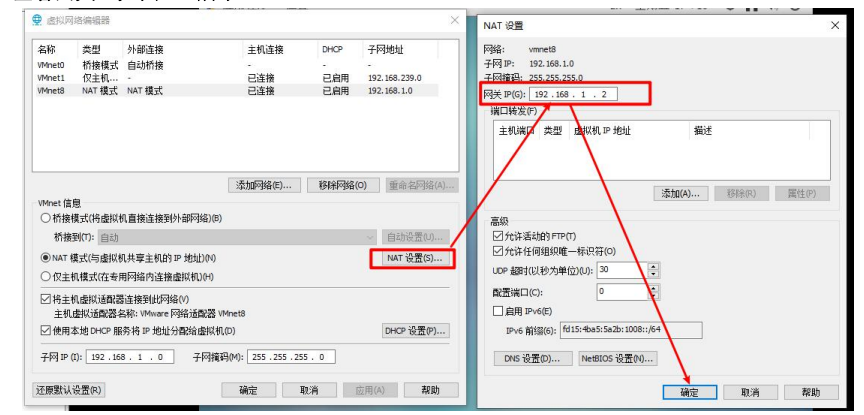 虚拟网络编辑器
名称 类型 外部连接 主机连接 DHCP 子网地址
VMnet0 桥接模式 自动桥接 - - -
VMnet1 仅主机... - 已连接 已启用 192.168.239.0
VMnet8 NAT 模式 NAT 模式 已连接 已启用 192.168.1.0
添加网络(E)... 移除网络(O) 重命名网络(A)...
VMnet 信息
桥接模式(将虚拟机直接连接到外部网络)(B)
桥接到(T): 自动 自动设置(U)...
NAT 模式(与虚拟机共享主机的 IP 地址)(N) NAT 设置(S)...
仅主机模式(在专用网络内连接虚拟机)(H)
将主机虚拟适配器连接到此网络(V)
主机虚拟适配器名称: VMware 网络适配器 VMnet8
使用本地 DHCP 服务将 IP 地址分配给虚拟机(D) DHCP 设置(P)...
子网 IP (I): 192 . 168 . 1 . 0 子网掩码(M): 255 . 255 . 255 . 0
还原默认设置(R) 确定 取消 应用(A) 帮助
NAT 设置
网络: vmnet8
子网 IP: 192.168.1.0
子网掩码: 255.255.255.0
网关 IP(G): 192 . 168 . 1 . 2
端口转发(F)
主机端口 类型 虚拟机 IP 地址 描述
添加(A)... 移除(R) 属性(P)
高级
允许活动的 FTP(T)
允许任何组织唯一标识符(O)
UDP 超时(以秒为单位)(U): 30
配置端口(C): 0
启用 IPv6(E)
IPv6 前缀(6): fd15:4ba5:5a2b:1008::/64
DNS 设置(D)... NetBIOS 设置(N)...
确定 取消 帮助